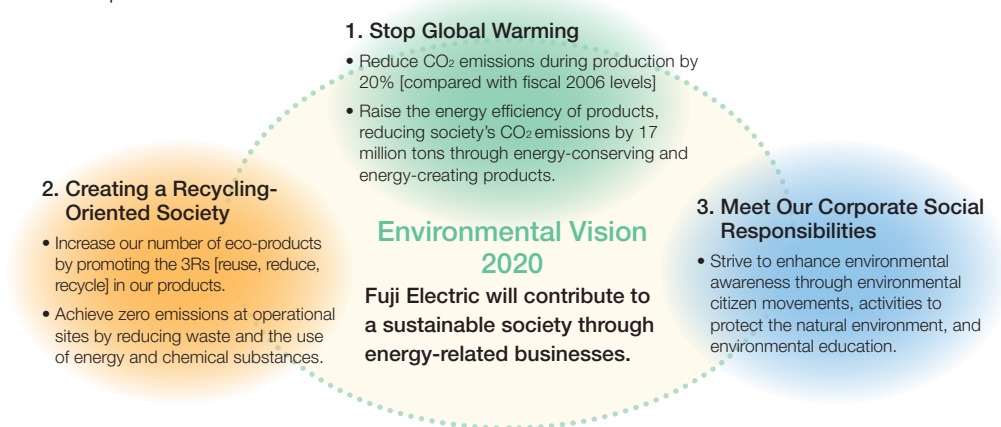 1. Stop Global Warming
• Reduce CO₂ emissions during production by
20% [compared with fiscal 2006 levels]
• Raise the energy efficiency of products,
reducing society's CO₂ emissions by 17
million tons through energy-conserving and
energy-creating products.
2. Creating a Recycling-
Oriented Society
• Increase our number of eco-products
by promoting the 3Rs [reuse, reduce,
recycle] in our products.
• Achieve zero emissions at operational
sites by reducing waste and the use
of energy and chemical substances.
Environmental Vision
2020
Fuji Electric will contribute to
a sustainable society through
energy-related businesses.
3. Meet Our Corporate Social
Responsibilities
• Strive to enhance environmental
awareness through environmental
citizen movements, activities to
protect the natural environment, and
environmental education.